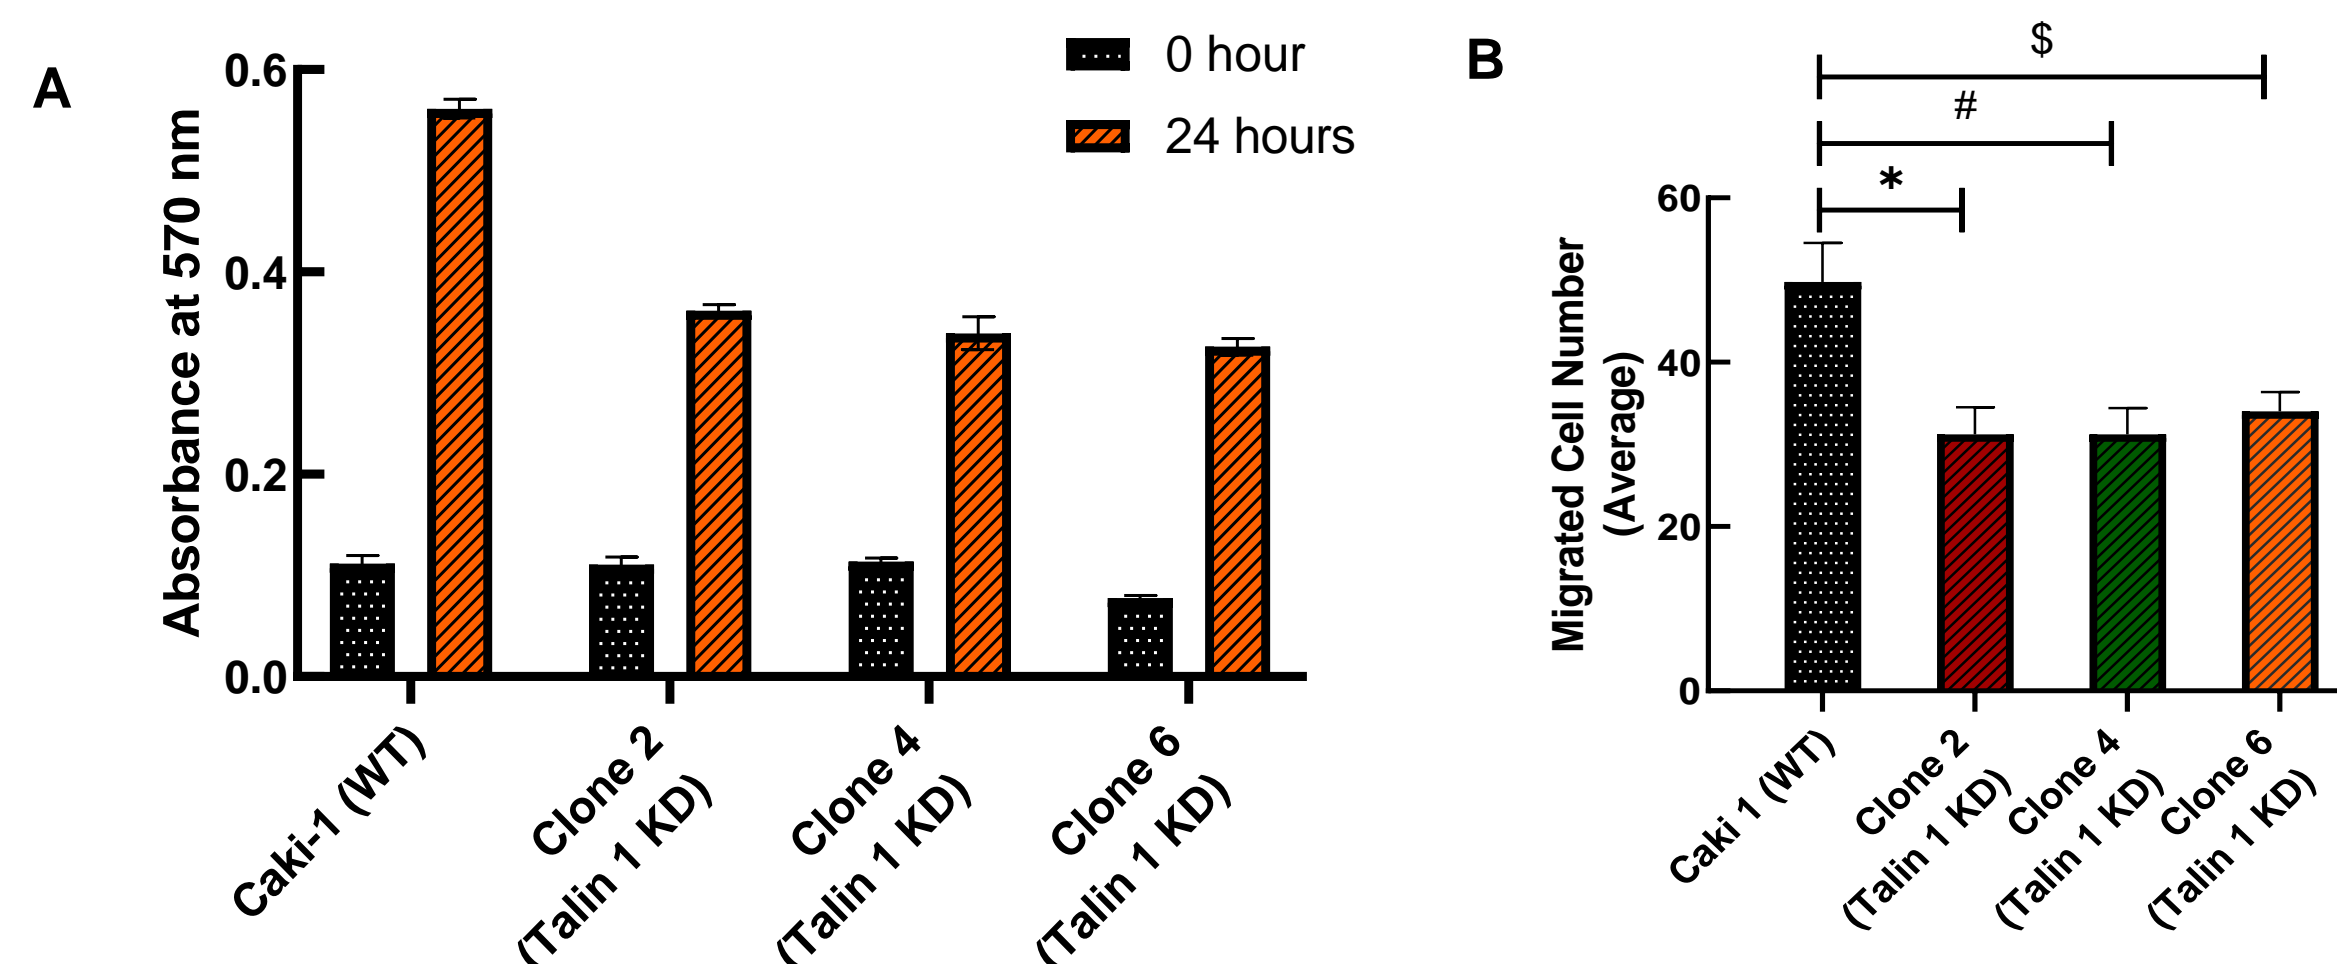 A
0 hour
24 hours
Absorbance at 570 nm
0.6
0.4
0.2
0.0
Caki-1 (WT)
Clone 2
(Talin 1 KD)
Clone 4
(Talin 1 KD)
Clone 6
(Talin 1 KD)
B
$
#
*
Migrated Cell Number
(Average)
60
40
20
0
Caki 1 (WT)
Clone 2
(Talin 1 KD)
Clone 4
(Talin 1 KD)
Clone 6
(Talin 1 KD)